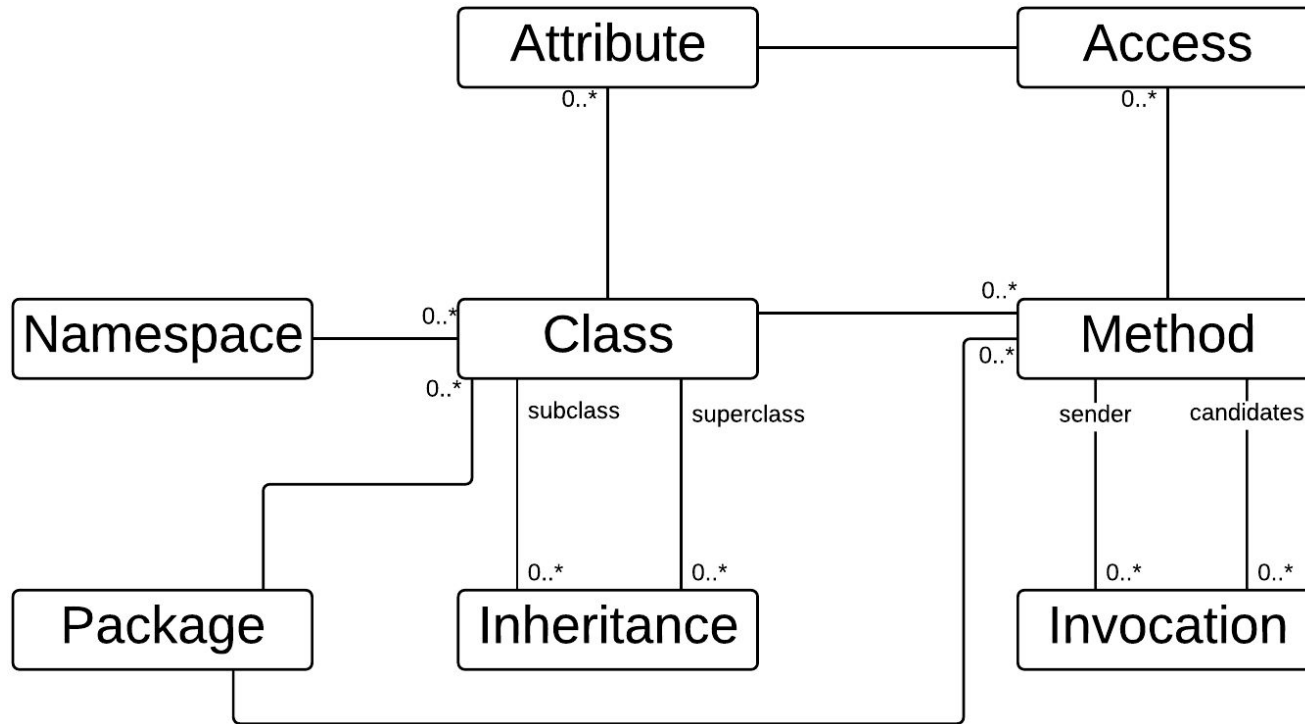 Attribute
Access
0..*
0..*
0..*
0..*
Namespace
Class
Method
0..*
0..*
subclass
superclass
sender
candidates
0..*
0..*
0..*
0..*
Package
Inheritance
Invocation